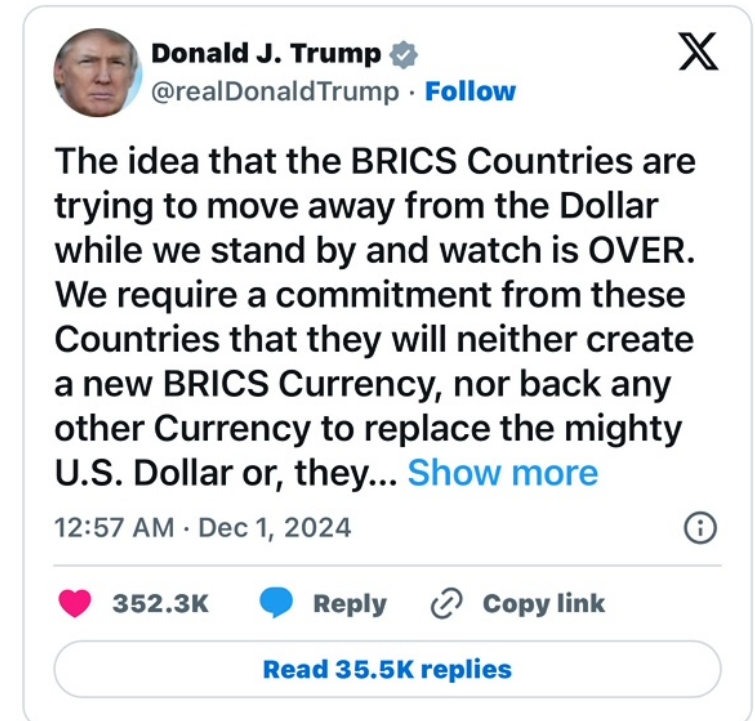 Donald J. Trump
@realDonaldTrump · Follow
The idea that the BRICS Countries are
trying to move away from the Dollar
while we stand by and watch is OVER.
We require a commitment from these
Countries that they will neither create
a new BRICS Currency, nor back any
other Currency to replace the mighty
U.S. Dollar or, they... Show more
12:57 AM · Dec 1, 2024
352.3K Reply Copy link
Read 35.5K replies